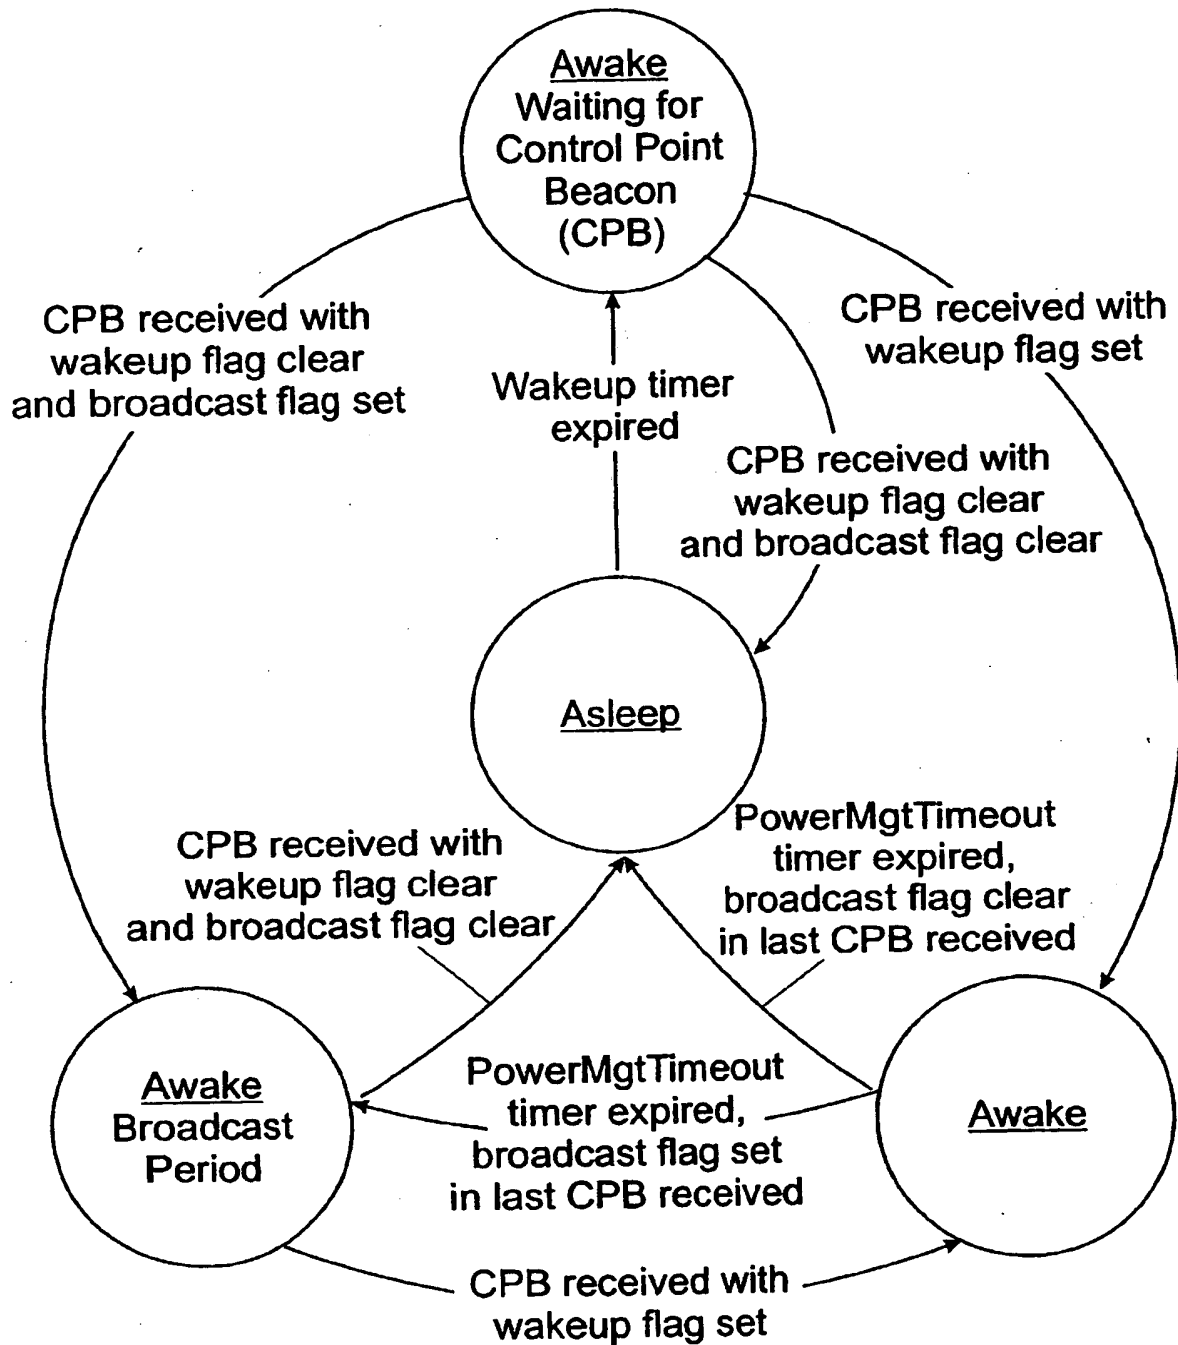 Awake
Waiting for
Control Point
Beacon
(CPB)
CPB received with
wakeup flag clear
and broadcast flag set
CPB received with
wakeup flag set
Wakeup timer
expired
CPB received with
wakeup flag clear
and broadcast flag clear
Asleep
CPB received with
wakeup flag clear
and broadcast flag clear
PowerMgtTimeout
timer expired,
broadcast flag clear
in last CPB received
Awake
Broadcast
Period
PowerMgtTimeout
timer expired,
broadcast flag set
in last CPB received
Awake
CPB received with
wakeup flag set